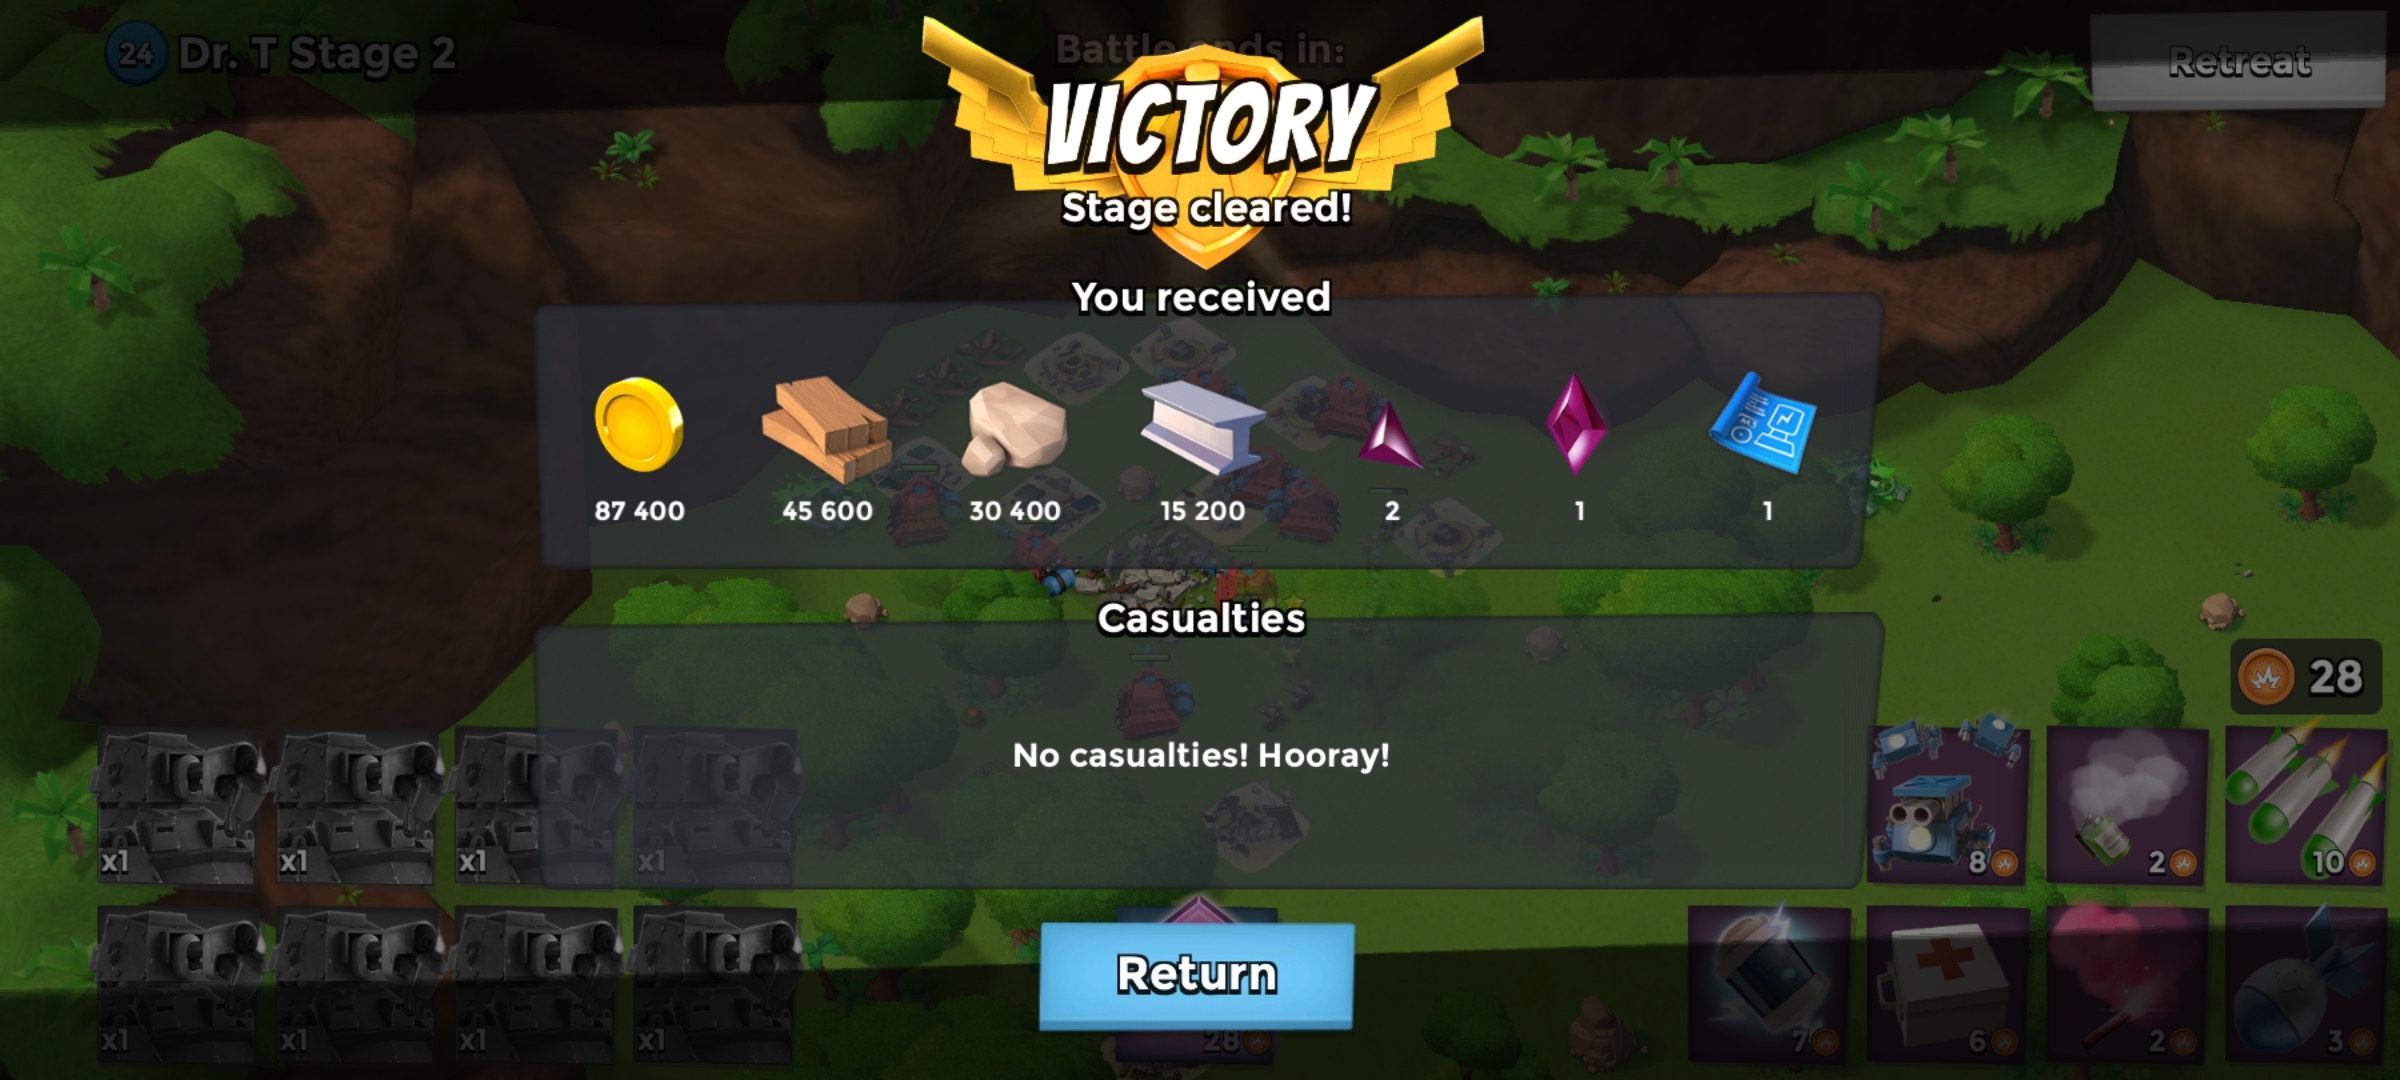 24 Dr. T Stage 2
Battle ends in:
Retreat
VICTORY
Stage cleared!
You received
87 400
45 600
30 400
15 200
2
1
1
Casualties
No casualties! Hooray!
28
x1
x1
x1
x1
8
2
10
Return
x1
x1
x1
x1
28
7
6
2
3